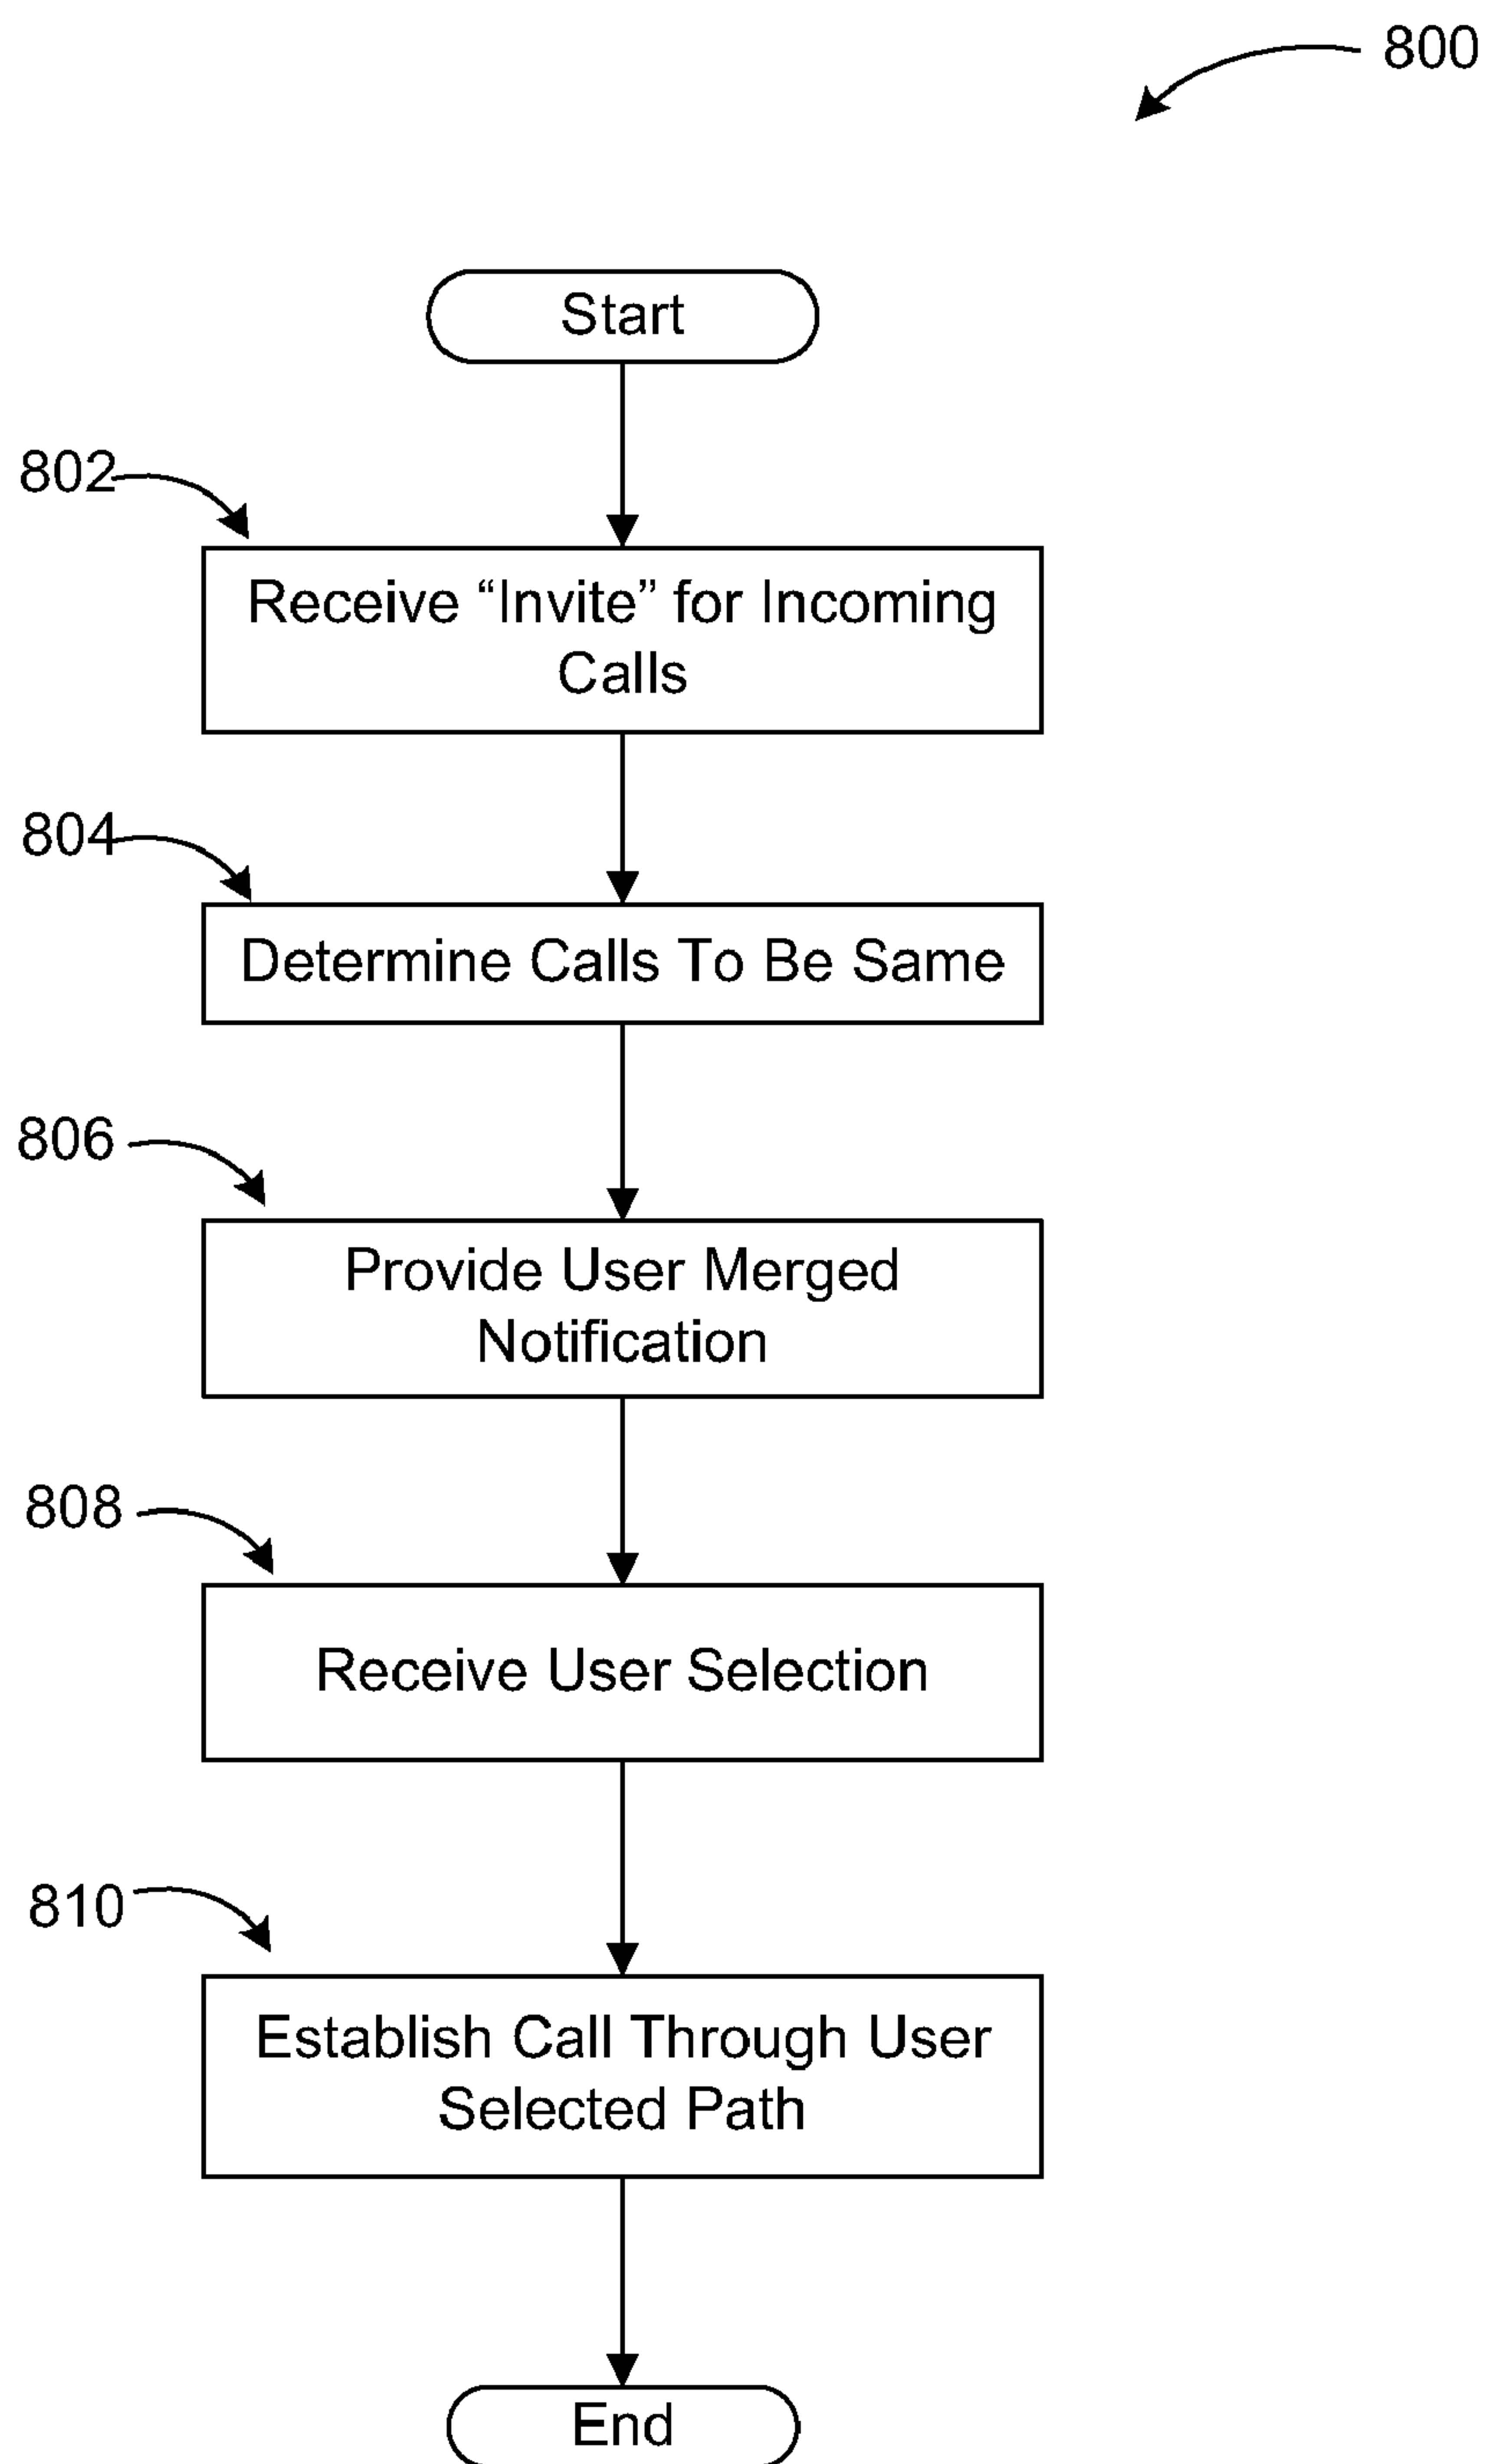 800
Start
802
Receive “Invite” for Incoming
Calls
804
Determine Calls To Be Same
806
Provide User Merged
Notification
808
Receive User Selection
810
Establish Call Through User
Selected Path
End